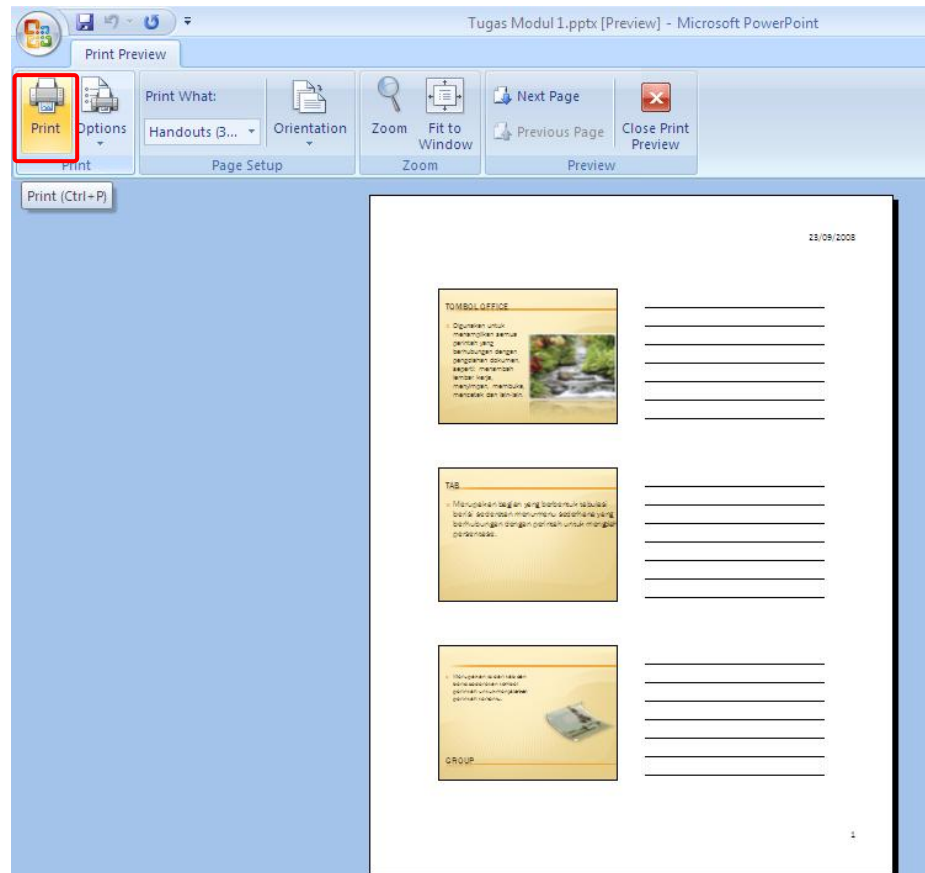 Tugas Modul 1.pptx [Preview] - Microsoft PowerPoint
Print Preview
Print
Options
Print What:
Handouts (3...
Orientation
Zoom
Fit to
Window
Next Page
Previous Page
Close Print
Preview
Print
Page Setup
Zoom
Preview
Print (Ctrl+P)
23/09/2008
TOMBOL OFFICE
Digunakan untuk
menampilkan semua
perintah yang
berhubungan dengan
pengolahan dokumen,
seperti: menambah
lembar kerja,
menyimpan, membuka,
mencetak dan lain-lain.
TAB
Merupakan bagian yang berbentuk tabulasi
berisi sederetan menu-menu sederhana yang
berhubungan dengan perintah untuk
Merupakan
perintah
GROUP
1